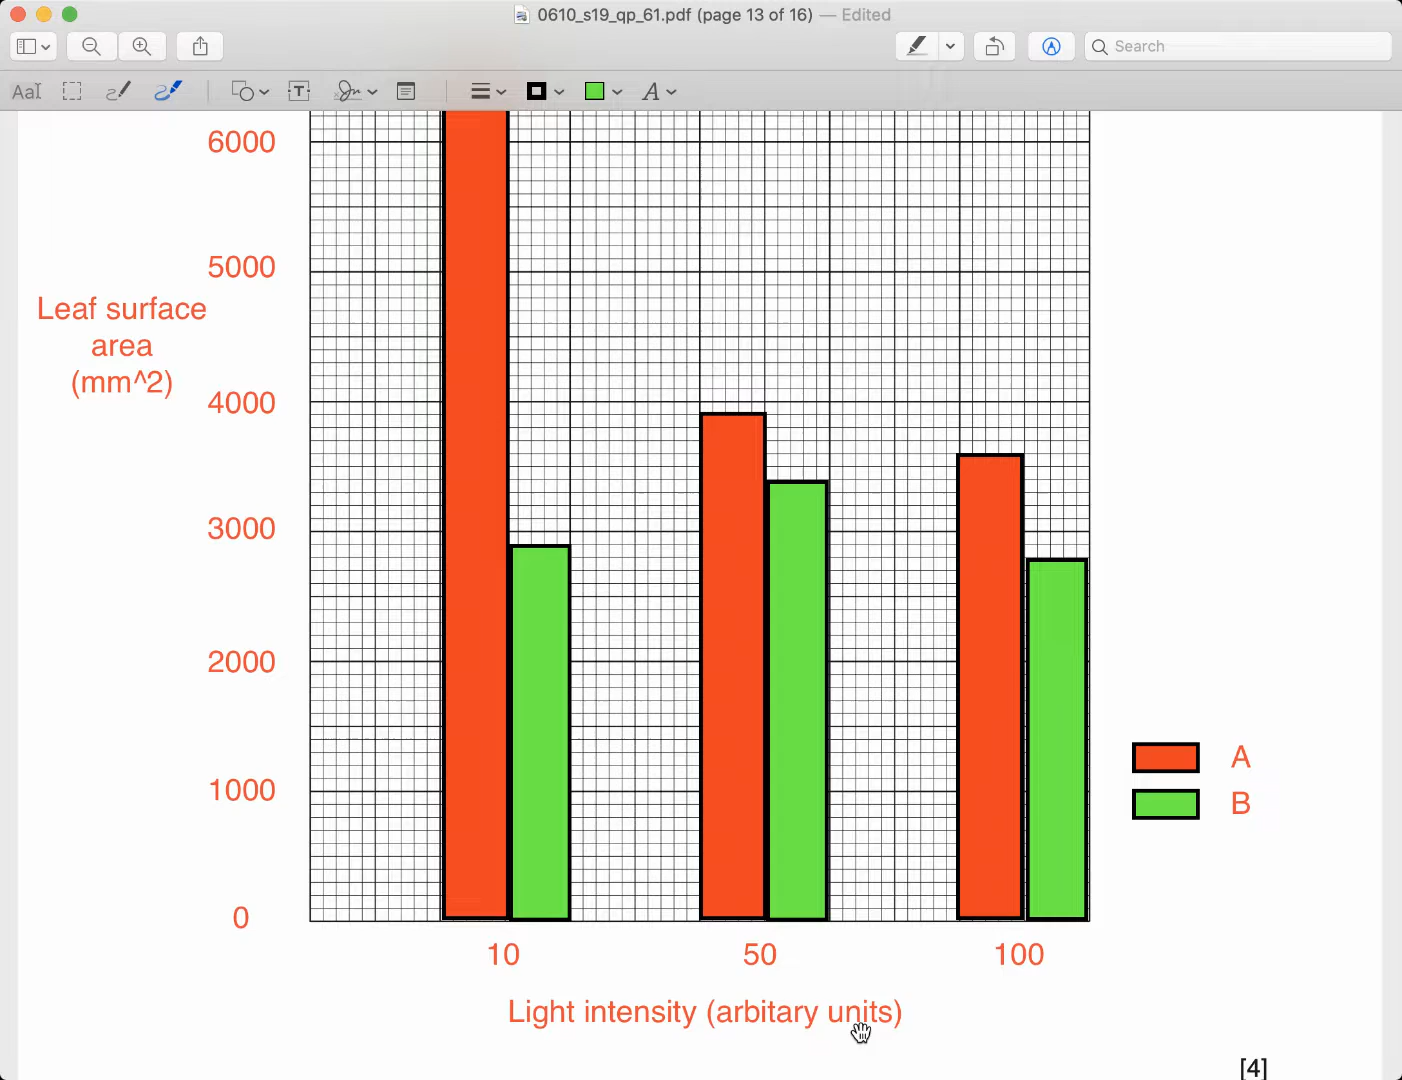 0610_s19_qp_61.pdf (page 13 of 16) — Edited
Search
AaI
T
A
6000
5000
Leaf surface
area
(mm^2)
4000
3000
2000
1000
0
A
B
10 50 100
Light intensity (arbitary units)
[4]